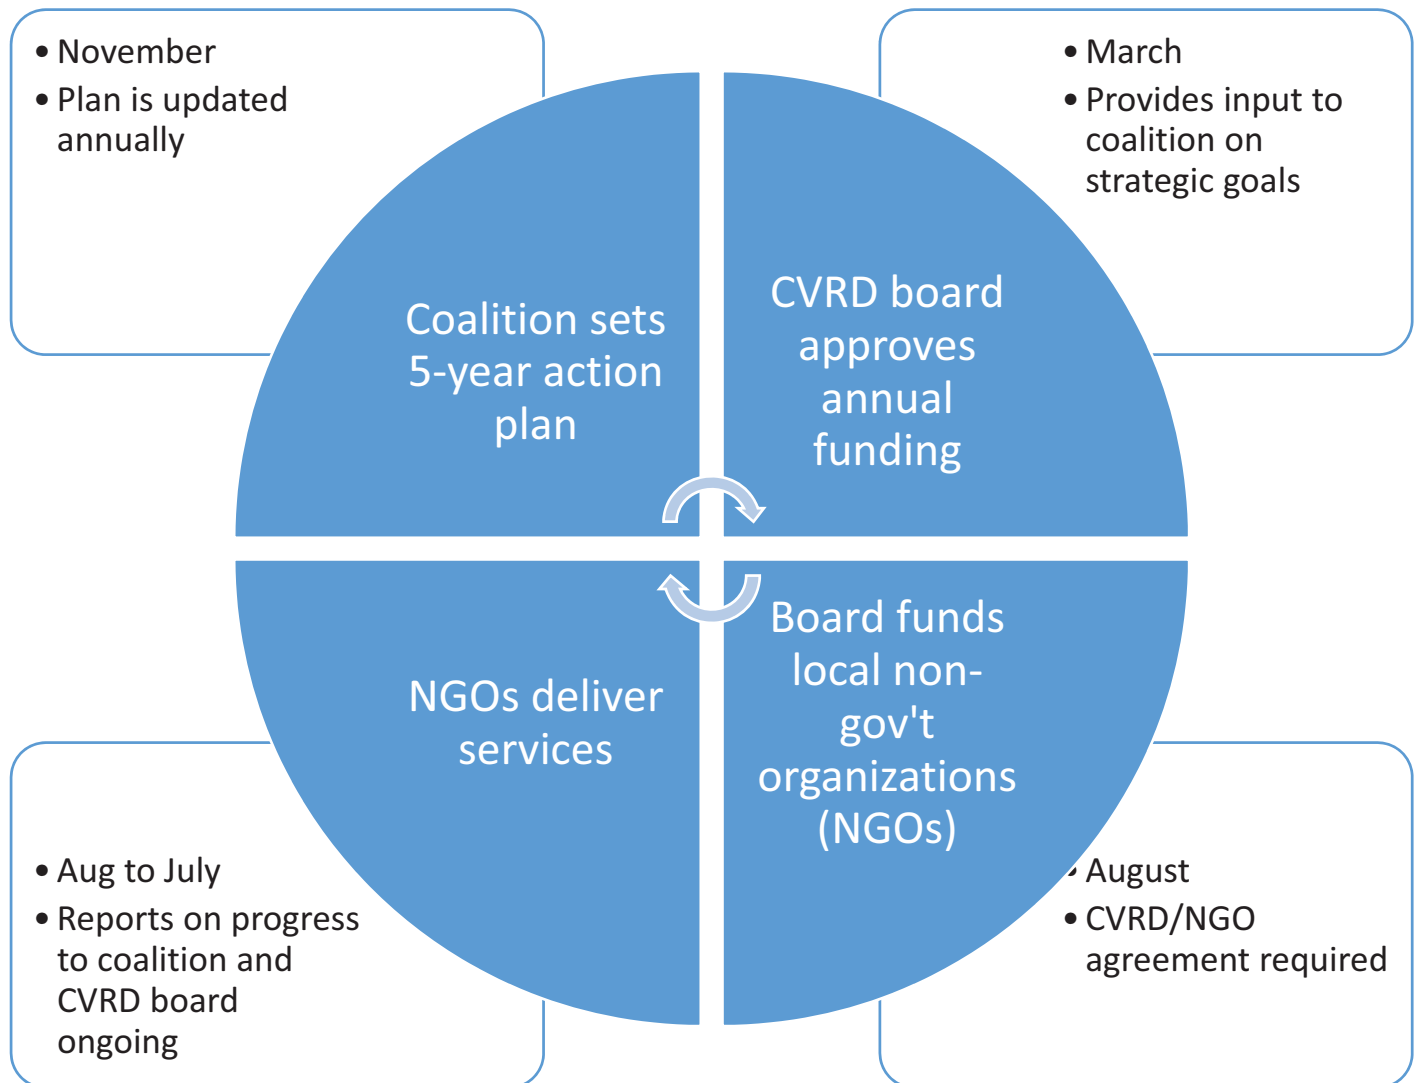 • November
• Plan is updated
annually
• March
• Provides input to
coalition on
strategic goals
Coalition sets
5-year action
plan
CVRD board
approves
annual
funding
NGOs deliver
services
Board funds
local non-
gov't
organizations
(NGOs)
• Aug to July
• Reports on progress
to coalition and
CVRD board
ongoing
• August
• CVRD/NGO
agreement required